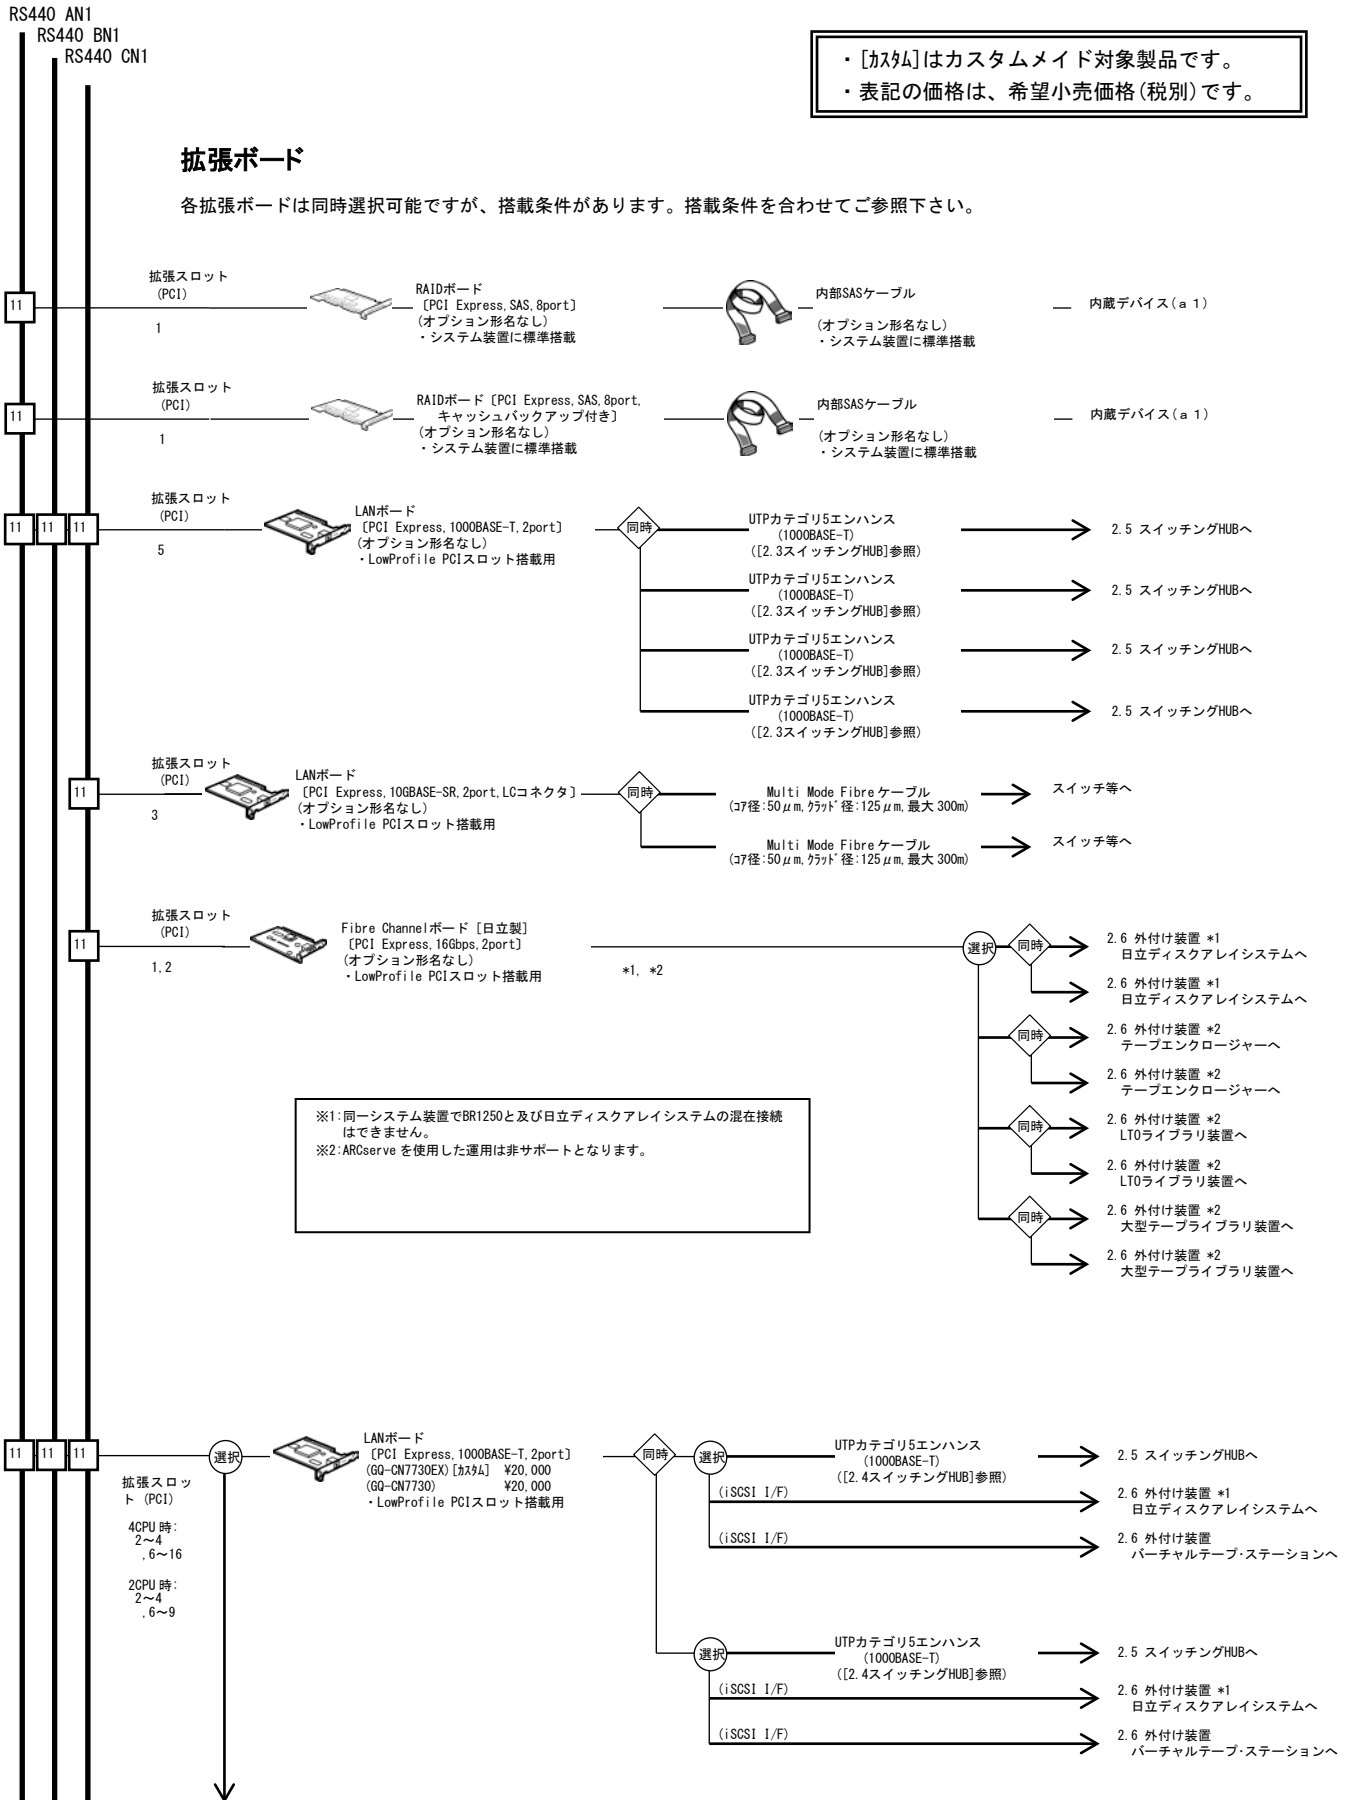 RS440 AN1
RS440 BN1
RS440 CN1
・[ｶｽﾀﾑ]はカスタムメイド対象製品です。
・表記の価格は、希望小売価格(税別)です。
拡張ボード
各拡張ボードは同時選択可能ですが、搭載条件があります。搭載条件を合わせてご参照下さい。
11
拡張スロット
(PCI)
1
RAIDボード
〔PCI Express,SAS,8port〕
(オプション形名なし)
・システム装置に標準搭載
内部SASケーブル
(オプション形名なし)
・システム装置に標準搭載
内蔵デバイス(ａ１)
11
拡張スロット
(PCI)
1
RAIDボード〔PCI Express,SAS,8port,
キャッシュバックアップ付き〕
(オプション形名なし)
・システム装置に標準搭載
内部SASケーブル
(オプション形名なし)
・システム装置に標準搭載
内蔵デバイス(ａ１)
11 11 11
拡張スロット
(PCI)
5
LANボード
〔PCI Express,1000BASE-T,2port〕
(オプション形名なし)
・LowProfile PCIスロット搭載用
同時
UTPカテゴリ5エンハンス
(1000BASE-T)
([2.3スイッチングHUB]参照)
2.5 スイッチングHUBへ
UTPカテゴリ5エンハンス
(1000BASE-T)
([2.3スイッチングHUB]参照)
2.5 スイッチングHUBへ
UTPカテゴリ5エンハンス
(1000BASE-T)
([2.3スイッチングHUB]参照)
2.5 スイッチングHUBへ
UTPカテゴリ5エンハンス
(1000BASE-T)
([2.3スイッチングHUB]参照)
2.5 スイッチングHUBへ
11
拡張スロット
(PCI)
3
LANボード
〔PCI Express,10GBASE-SR,2port,LCコネクタ〕
(オプション形名なし)
・LowProfile PCIスロット搭載用
同時
Multi Mode Fibreケーブル
(ｺｱ径:50μm,ｸﾗｯﾄﾞ径:125μm,最大300m)
スイッチ等へ
Multi Mode Fibreケーブル
(ｺｱ径:50μm,ｸﾗｯﾄﾞ径:125μm,最大300m)
スイッチ等へ
11
拡張スロット
(PCI)
1,2
Fibre Channelボード［日立製］
〔PCI Express,16Gbps,2port〕
(オプション形名なし)
・LowProfile PCIスロット搭載用
*1, *2
選択
同時
2.6 外付け装置 *1
日立ディスクアレイシステムへ
2.6 外付け装置 *1
日立ディスクアレイシステムへ
同時
2.6 外付け装置 *2
テープエンクロージャーへ
2.6 外付け装置 *2
テープエンクロージャーへ
同時
2.6 外付け装置 *2
LTOライブラリ装置へ
2.6 外付け装置 *2
LTOライブラリ装置へ
同時
2.6 外付け装置 *2
大型テープライブラリ装置へ
2.6 外付け装置 *2
大型テープライブラリ装置へ
※1:同一システム装置でBR1250と及び日立ディスクアレイシステムの混在接続
はできません。
※2:ARCserveを使用した運用は非サポートとなります。
11 11 11
拡張スロッ
ト (PCI)
4CPU時:
2～4
,6～16
2CPU時:
2～4
,6～9
選択
LANボード
〔PCI Express,1000BASE-T,2port〕
(GQ-CN7730EX)[ｶｽﾀﾑ] ¥20,000
(GQ-CN7730) ¥20,000
・LowProfile PCIスロット搭載用
同時
選択
UTPカテゴリ5エンハンス
(1000BASE-T)
([2.4スイッチングHUB]参照)
2.5 スイッチングHUBへ
(iSCSI I/F)
2.6 外付け装置 *1
日立ディスクアレイシステムへ
(iSCSI I/F)
2.6 外付け装置
バーチャルテープ・ステーションへ
選択
UTPカテゴリ5エンハンス
(1000BASE-T)
([2.4スイッチングHUB]参照)
2.5 スイッチングHUBへ
(iSCSI I/F)
2.6 外付け装置 *1
日立ディスクアレイシステムへ
(iSCSI I/F)
2.6 外付け装置
バーチャルテープ・ステーションへ